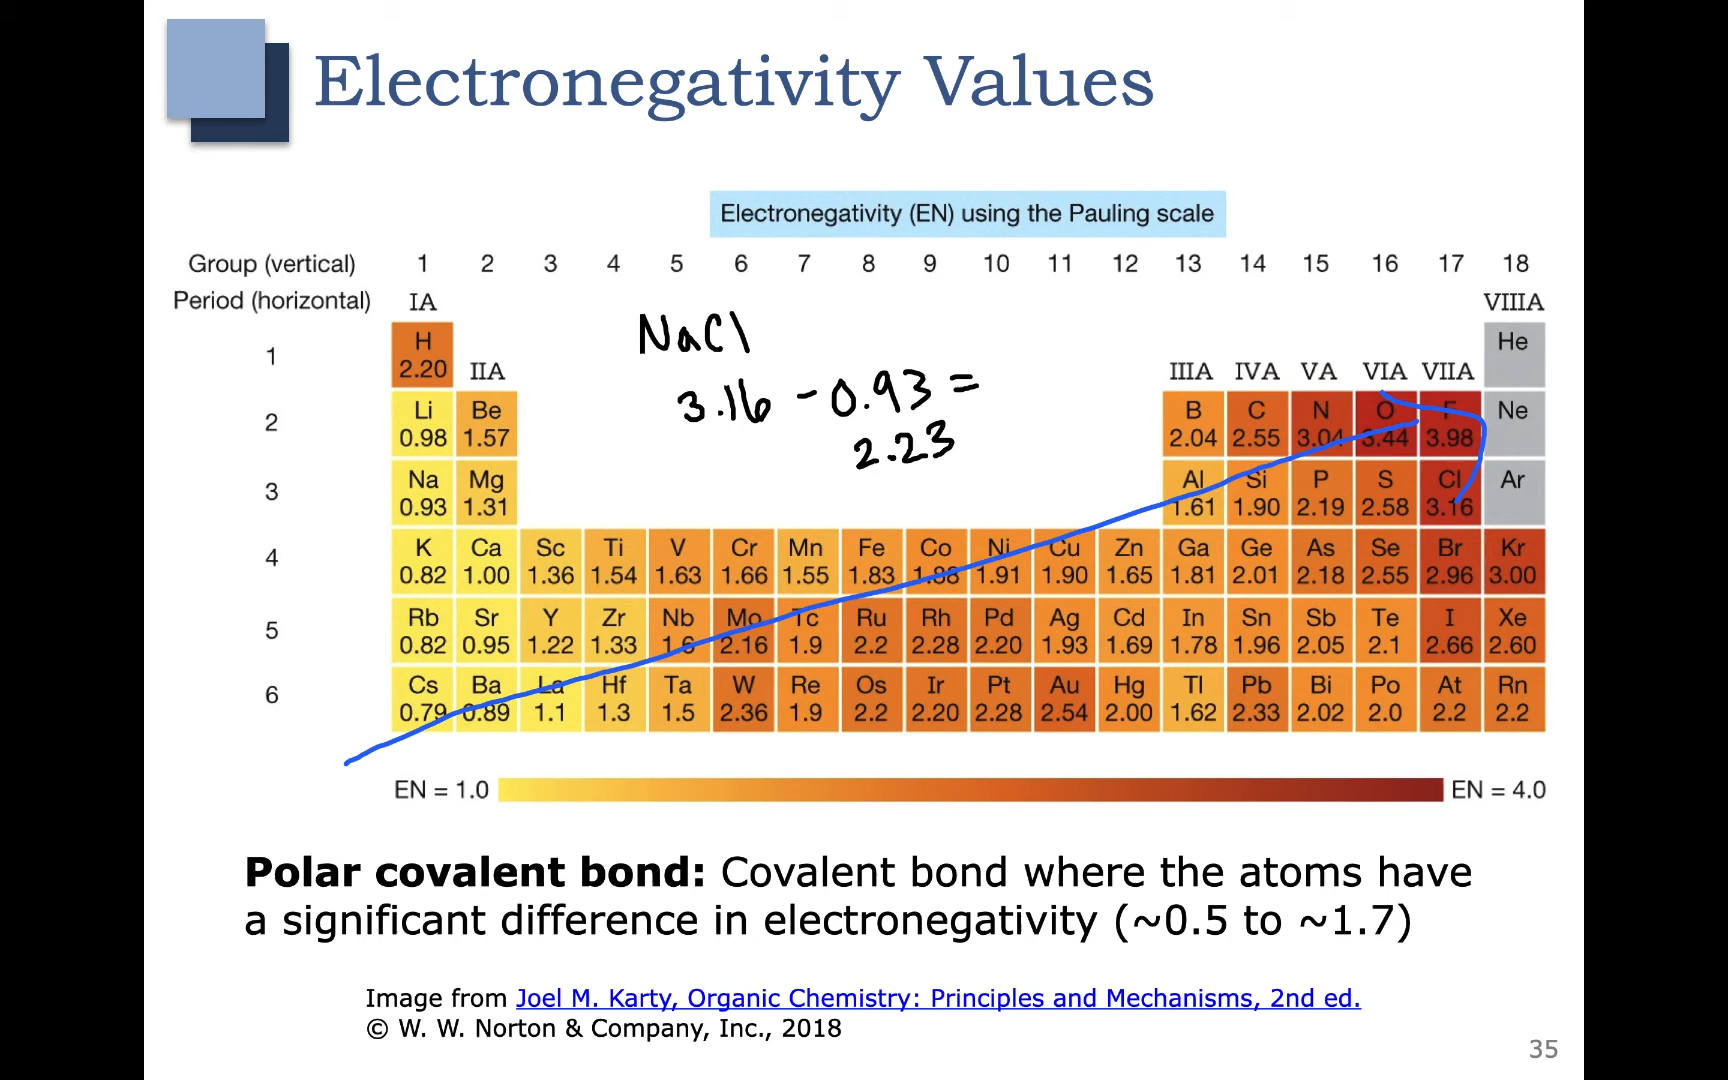 Electronegativity Values
Electronegativity (EN) using the Pauling scale
Group (vertical) 1 2 3 4 5 6 7 8 9 10 11 12 13 14 15 16 17 18
Period (horizontal) IA VIIIA
NaCl
1 H He
2.20 IIA IIIA IVA VA VIA VIIA
3.16 - 0.93 =
2.23
2 Li Be B C N O F Ne
0.98 1.57 2.04 2.55 3.04 3.44 3.98
3 Na Mg Al Si P S Cl Ar
0.93 1.31 1.61 1.90 2.19 2.58 3.16
4 K Ca Sc Ti V Cr Mn Fe Co Ni Cu Zn Ga Ge As Se Br Kr
0.82 1.00 1.36 1.54 1.63 1.66 1.55 1.83 1.88 1.91 1.90 1.65 1.81 2.01 2.18 2.55 2.96 3.00
5 Rb Sr Y Zr Nb Mo Tc Ru Rh Pd Ag Cd In Sn Sb Te I Xe
0.82 0.95 1.22 1.33 1.6 2.16 1.9 2.2 2.28 2.20 1.93 1.69 1.78 1.96 2.05 2.1 2.66 2.60
6 Cs Ba La Hf Ta W Re Os Ir Pt Au Hg Tl Pb Bi Po At Rn
0.79 0.89 1.1 1.3 1.5 2.36 1.9 2.2 2.20 2.28 2.54 2.00 1.62 2.33 2.02 2.0 2.2 2.2
EN = 1.0 EN = 4.0
Polar covalent bond: Covalent bond where the atoms have
a significant difference in electronegativity (~0.5 to ~1.7)
Image from Joel M. Karty, Organic Chemistry: Principles and Mechanisms, 2nd ed.
© W. W. Norton & Company, Inc., 2018
35